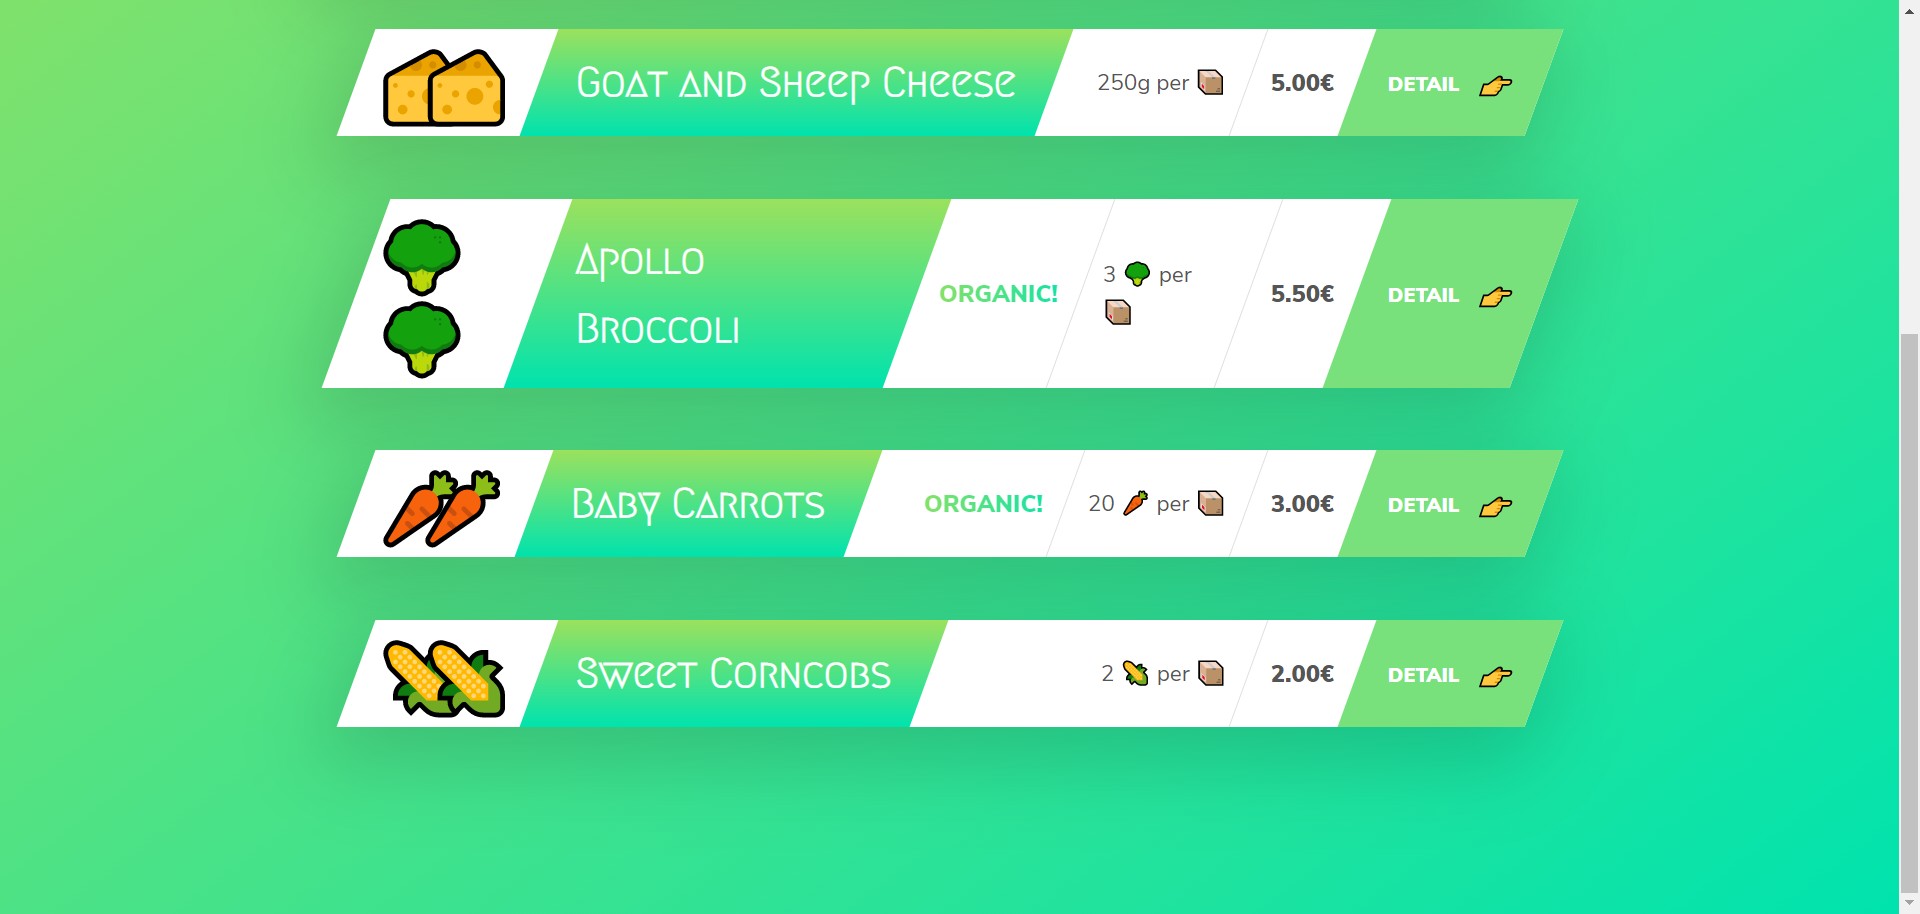 Goat and Sheep Cheese 250g per 📦 5.00€ DETAIL 👉
Apollo
Broccoli
ORGANIC!
3 🥦 per
📦
5.50€
DETAIL 👉
Baby Carrots ORGANIC! 20 🥕 per 📦 3.00€ DETAIL 👉
Sweet Corncobs 2 🌽 per 📦 2.00€ DETAIL 👉